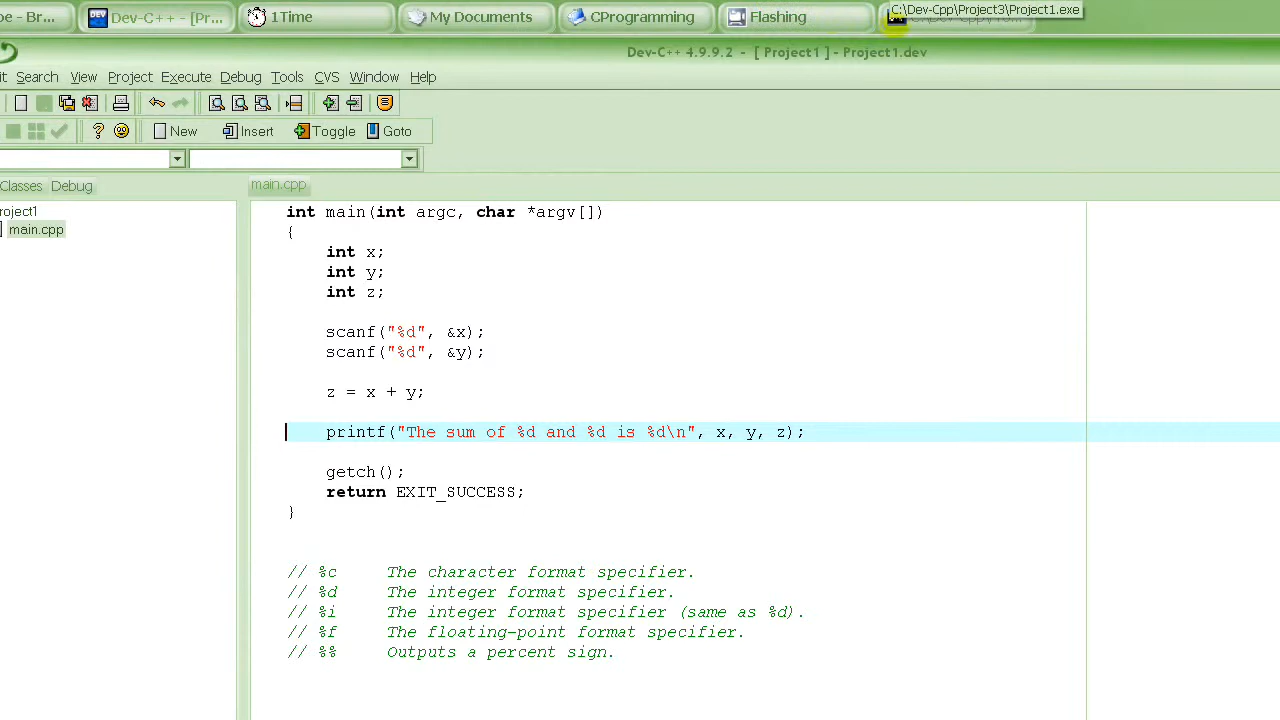 pe - Br... Dev-C++ - [Pr... 1Time My Documents CProgramming Flashing C:\Dev-Cpp\Project3\Project1.exe
Dev-C++ 4.9.9.2 - [ Project1 ] - Project1.dev
it Search View Project Execute Debug Tools CVS Window Help
New Insert Toggle Goto
Classes Debug main.cpp
roject1
main.cpp
int main(int argc, char *argv[])
{
int x;
int y;
int z;
scanf("%d", &x);
scanf("%d", &y);
z = x + y;
printf("The sum of %d and %d is %d\n", x, y, z);
getch();
return EXIT_SUCCESS;
}
// %c The character format specifier.
// %d The integer format specifier.
// %i The integer format specifier (same as %d).
// %f The floating-point format specifier.
// %% Outputs a percent sign.